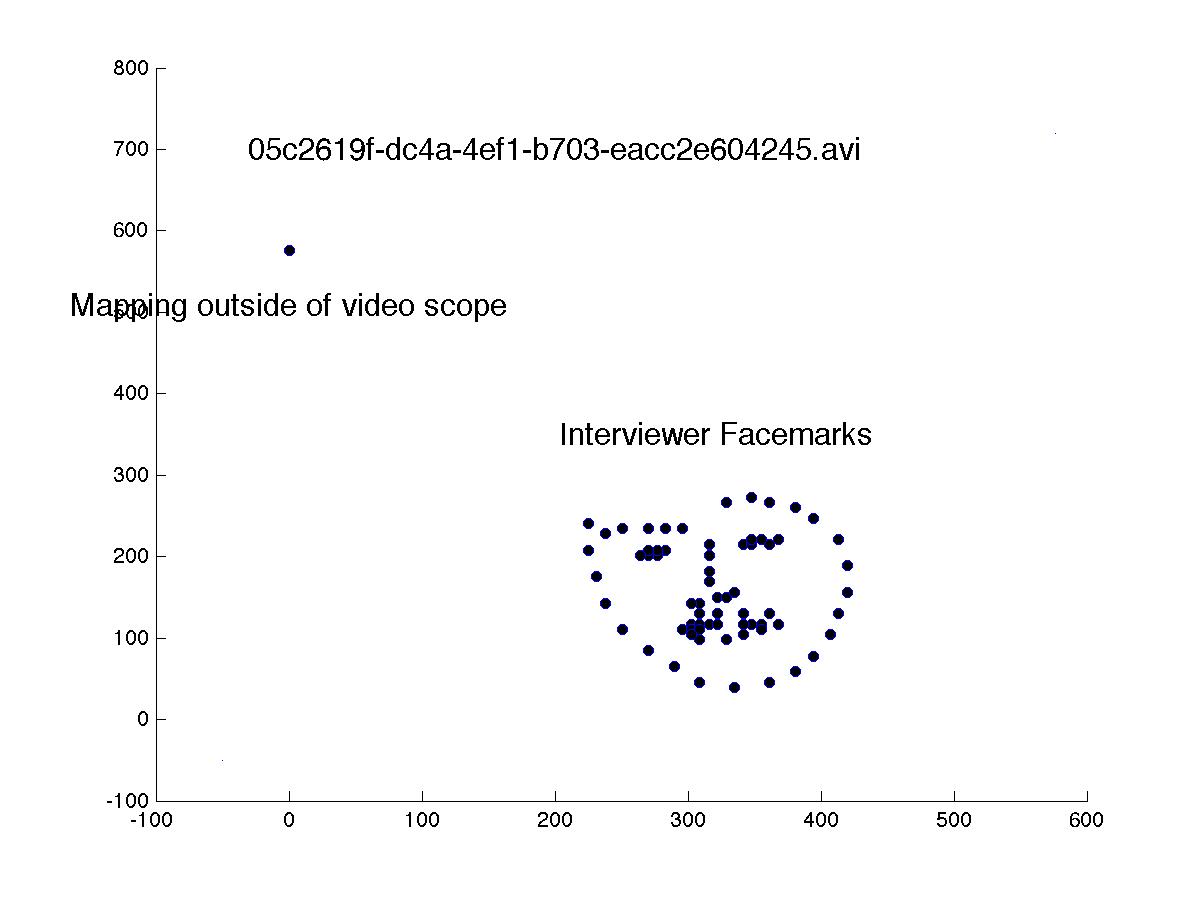 800
700
05c2619f-dc4a-4ef1-b703-eacc2e604245.avi
600
Mapping outside of video scope
500
400
Interviewer Facemarks
300
200
100
0
-100
-100 0 100 200 300 400 500 600